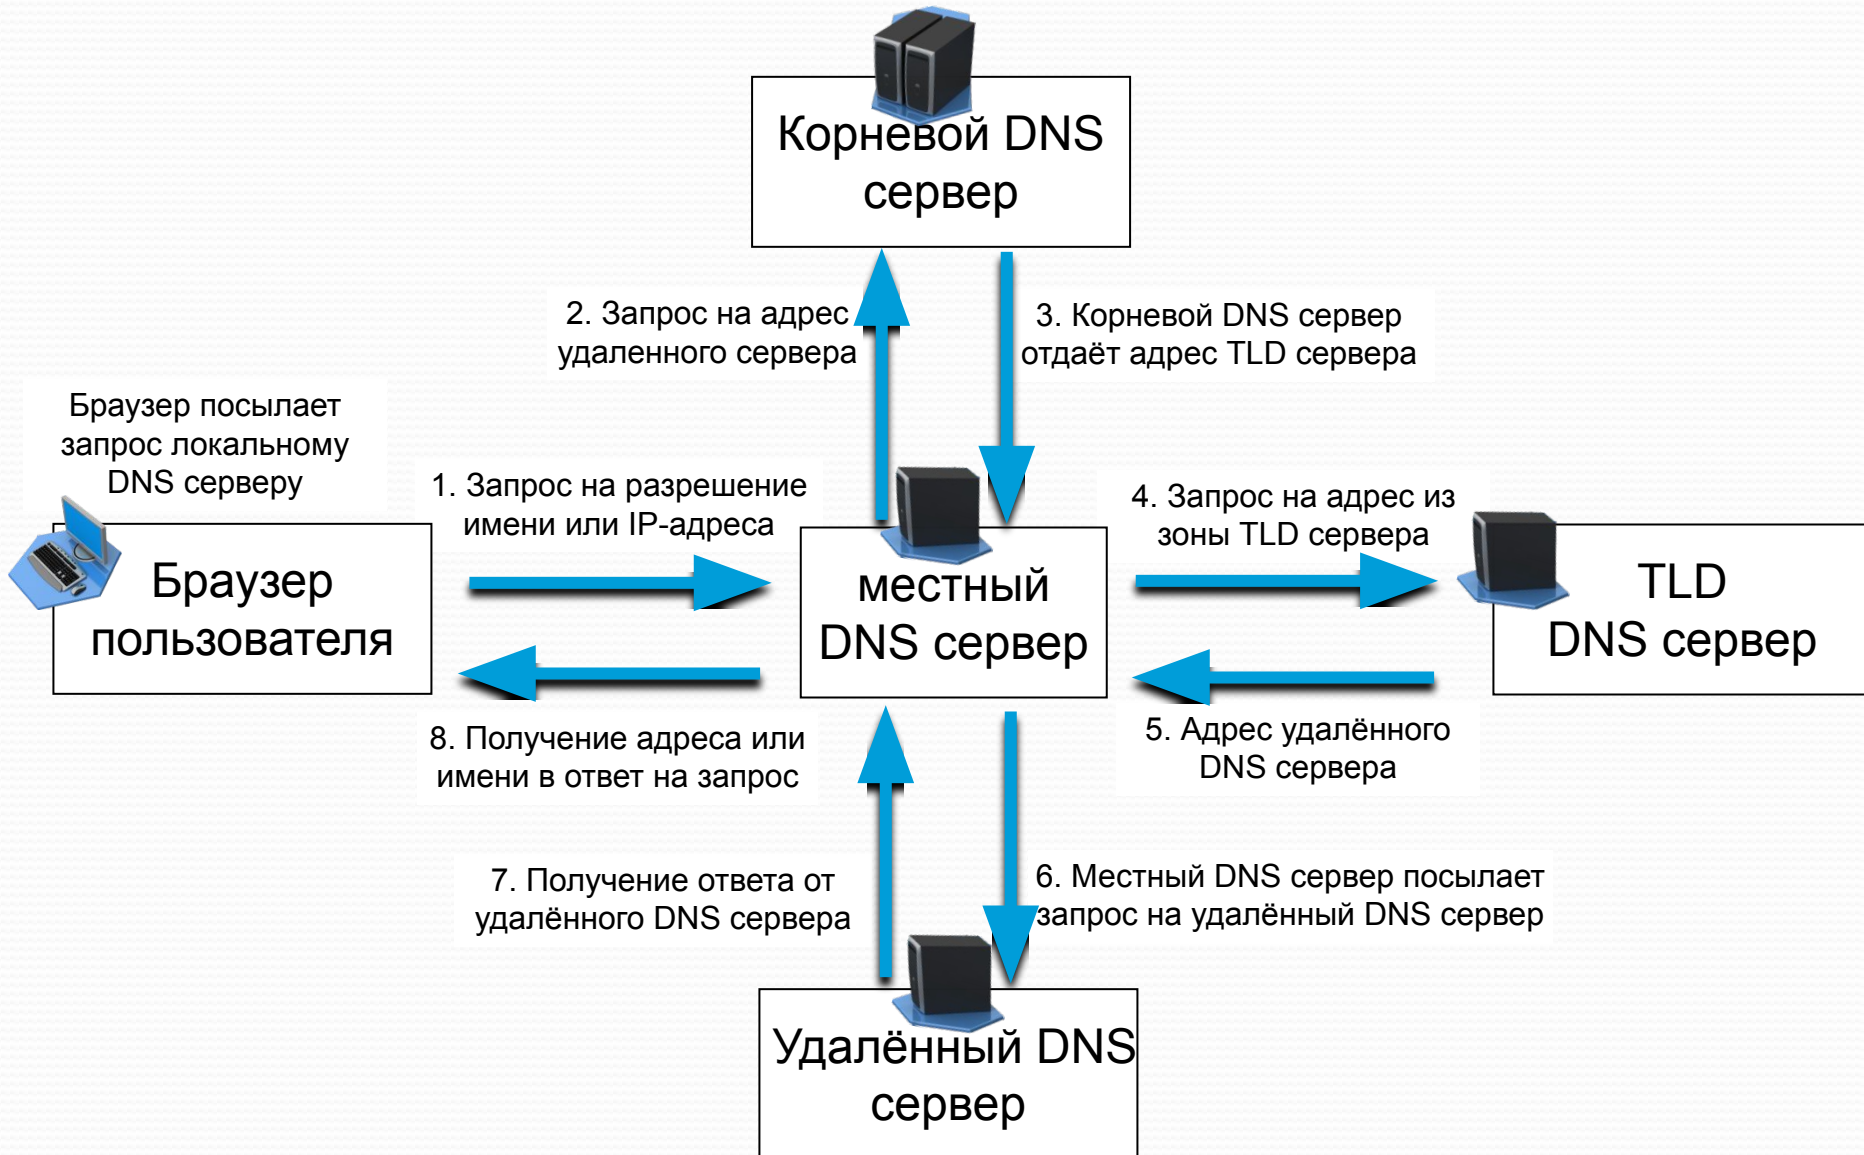 Корневой DNS
сервер
2. Запрос на адрес
удаленного сервера
3. Корневой DNS сервер
отдаёт адрес TLD сервера
Браузер посылает
запрос локальному
DNS серверу
1. Запрос на разрешение
имени или IP-адреса
4. Запрос на адрес из
зоны TLD сервера
Браузер
пользователя
местный
DNS сервер
TLD
DNS сервер
8. Получение адреса или
имени в ответ на запрос
5. Адрес удалённого
DNS сервера
7. Получение ответа от
удалённого DNS сервера
6. Местный DNS сервер посылает
запрос на удалённый DNS сервер
Удалённый DNS
сервер